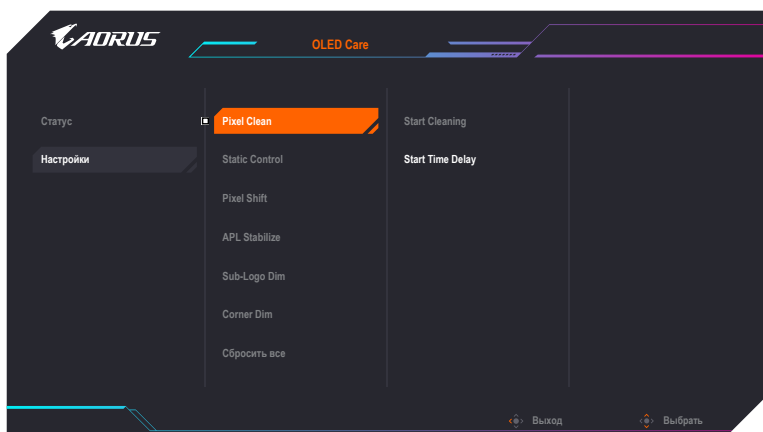 AORUS
OLED Care
Статус
Настройки
Pixel Clean
Static Control
Pixel Shift
APL Stabilize
Sub-Logo Dim
Corner Dim
Сбросить все
Start Cleaning
Start Time Delay
Выход
Выбрать